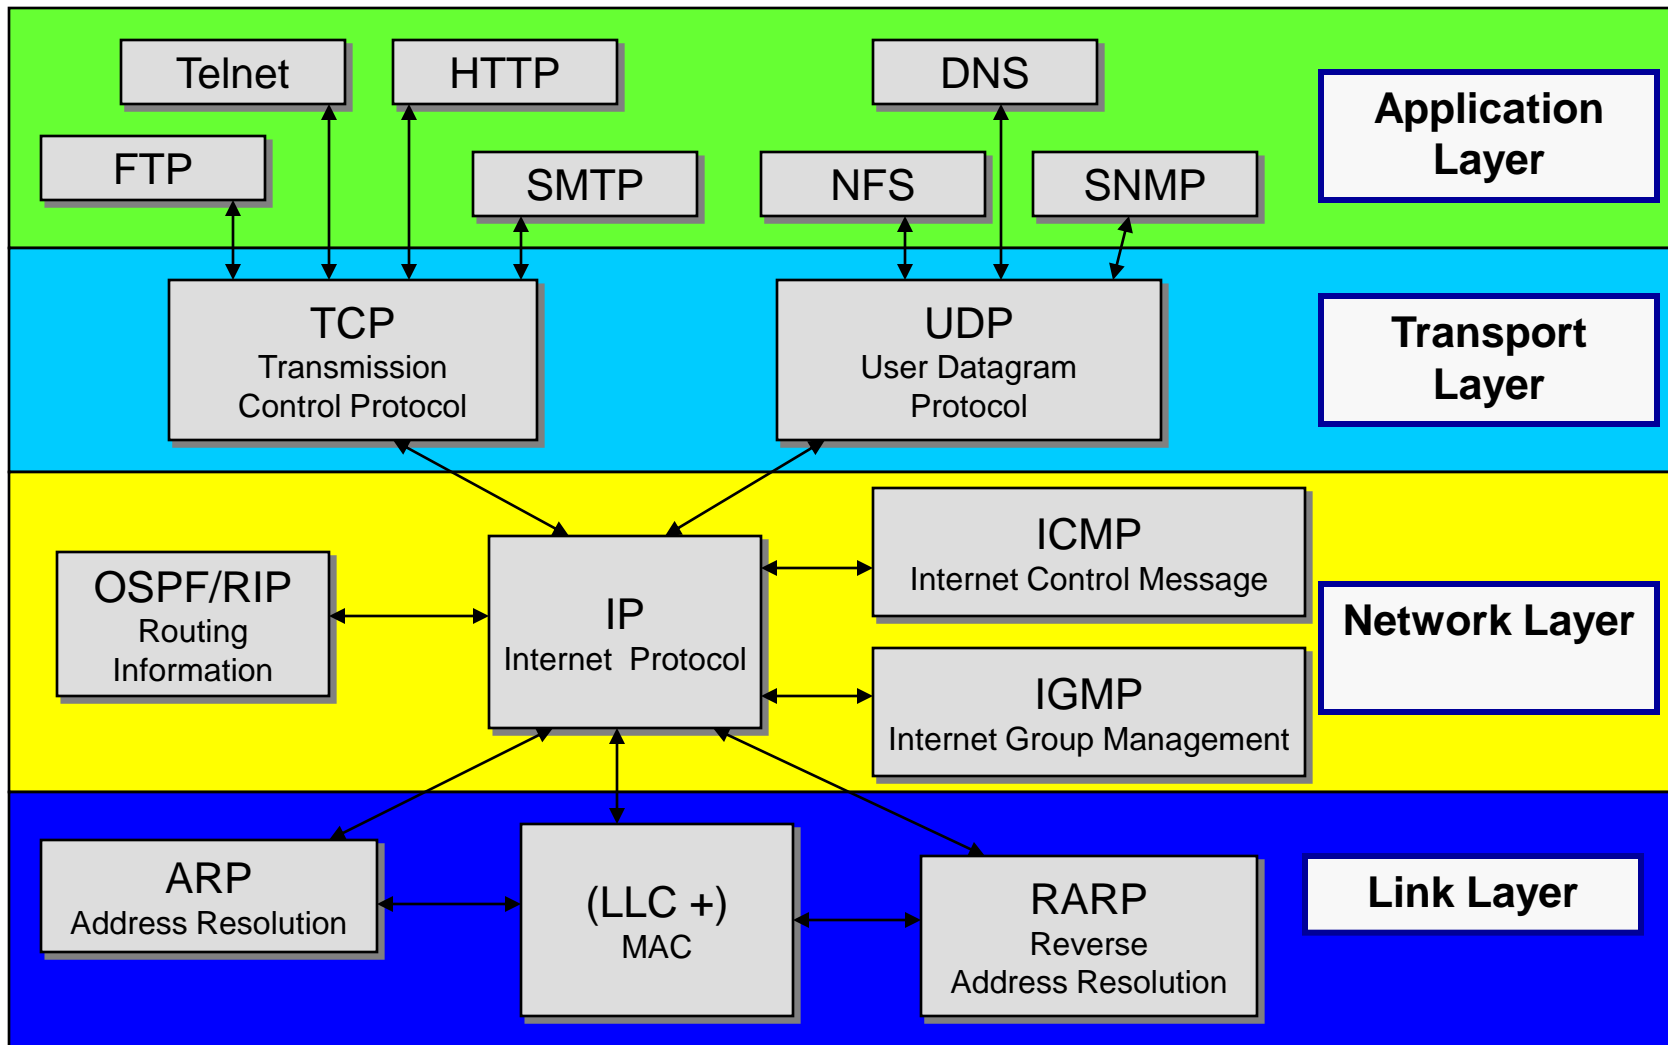 Telnet
HTTP
DNS
Application
Layer
FTP
SMTP
NFS
SNMP
TCP
Transmission
Control Protocol
UDP
User Datagram
Protocol
Transport
Layer
OSPF/RIP
Routing
Information
IP
Internet Protocol
ICMP
Internet Control Message
IGMP
Internet Group Management
Network Layer
ARP
Address Resolution
(LLC +)
MAC
RARP
Reverse
Address Resolution
Link Layer